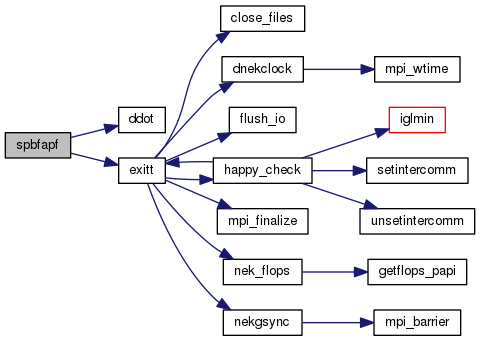 close_files
dnekclock
mpi_wtime
ddot
flush_io
iglmin
spbfapf
exitt
happy_check
setintercomm
mpi_finalize
unsetintercomm
nek_flops
getflops_papi
nekgsync
mpi_barrier